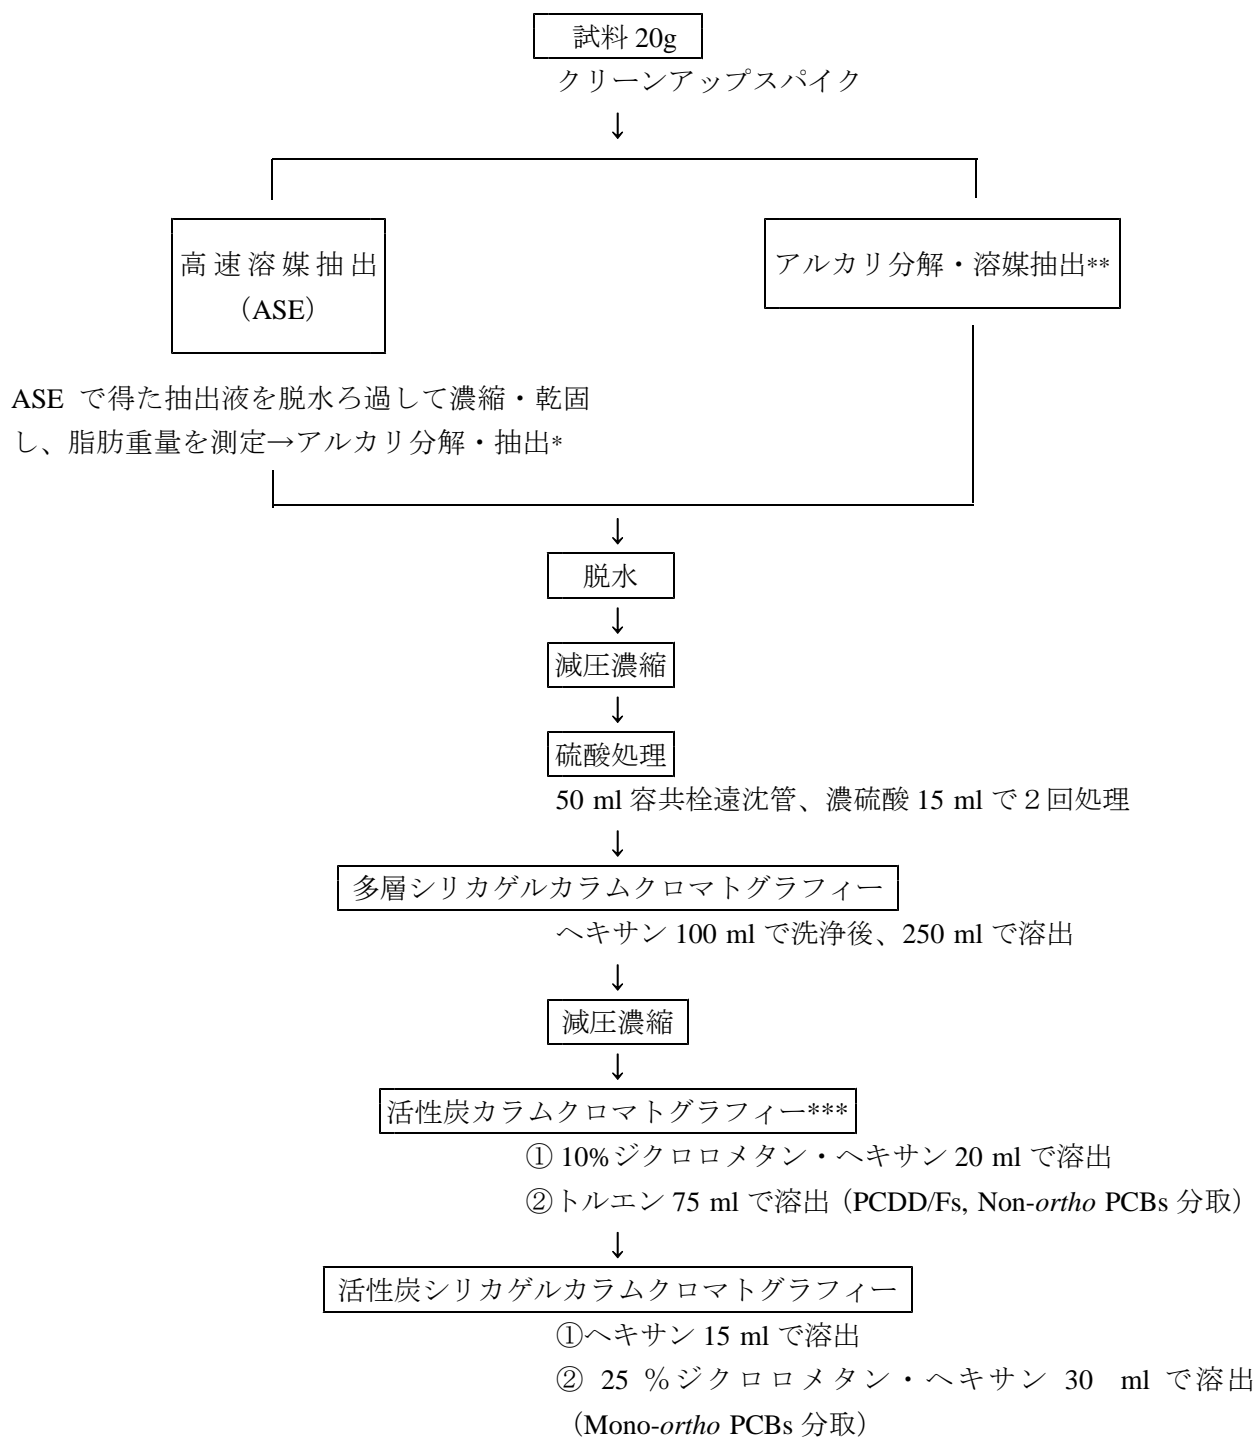 試料 20g
クリーンアップスパイク
↓
高速溶媒抽出
（ASE）
アルカリ分解・溶媒抽出**
ASE で得た抽出液を脱水ろ過して濃縮・乾固
し、脂肪重量を測定→アルカリ分解・抽出*
↓
脱水
↓
減圧濃縮
↓
硫酸処理
50 ml 容共栓遠沈管、濃硫酸 15 ml で２回処理
↓
多層シリカゲルカラムクロマトグラフィー
ヘキサン 100 ml で洗浄後、250 ml で溶出
↓
減圧濃縮
↓
活性炭カラムクロマトグラフィー***
① 10%ジクロロメタン・ヘキサン 20 ml で溶出
②トルエン 75 ml で溶出（PCDD/Fs, Non-ortho PCBs 分取）
↓
活性炭シリカゲルカラムクロマトグラフィー
①ヘキサン 15 ml で溶出
② 25 %ジクロロメタン・ヘキサン 30 ml で溶出
（Mono-ortho PCBs 分取）